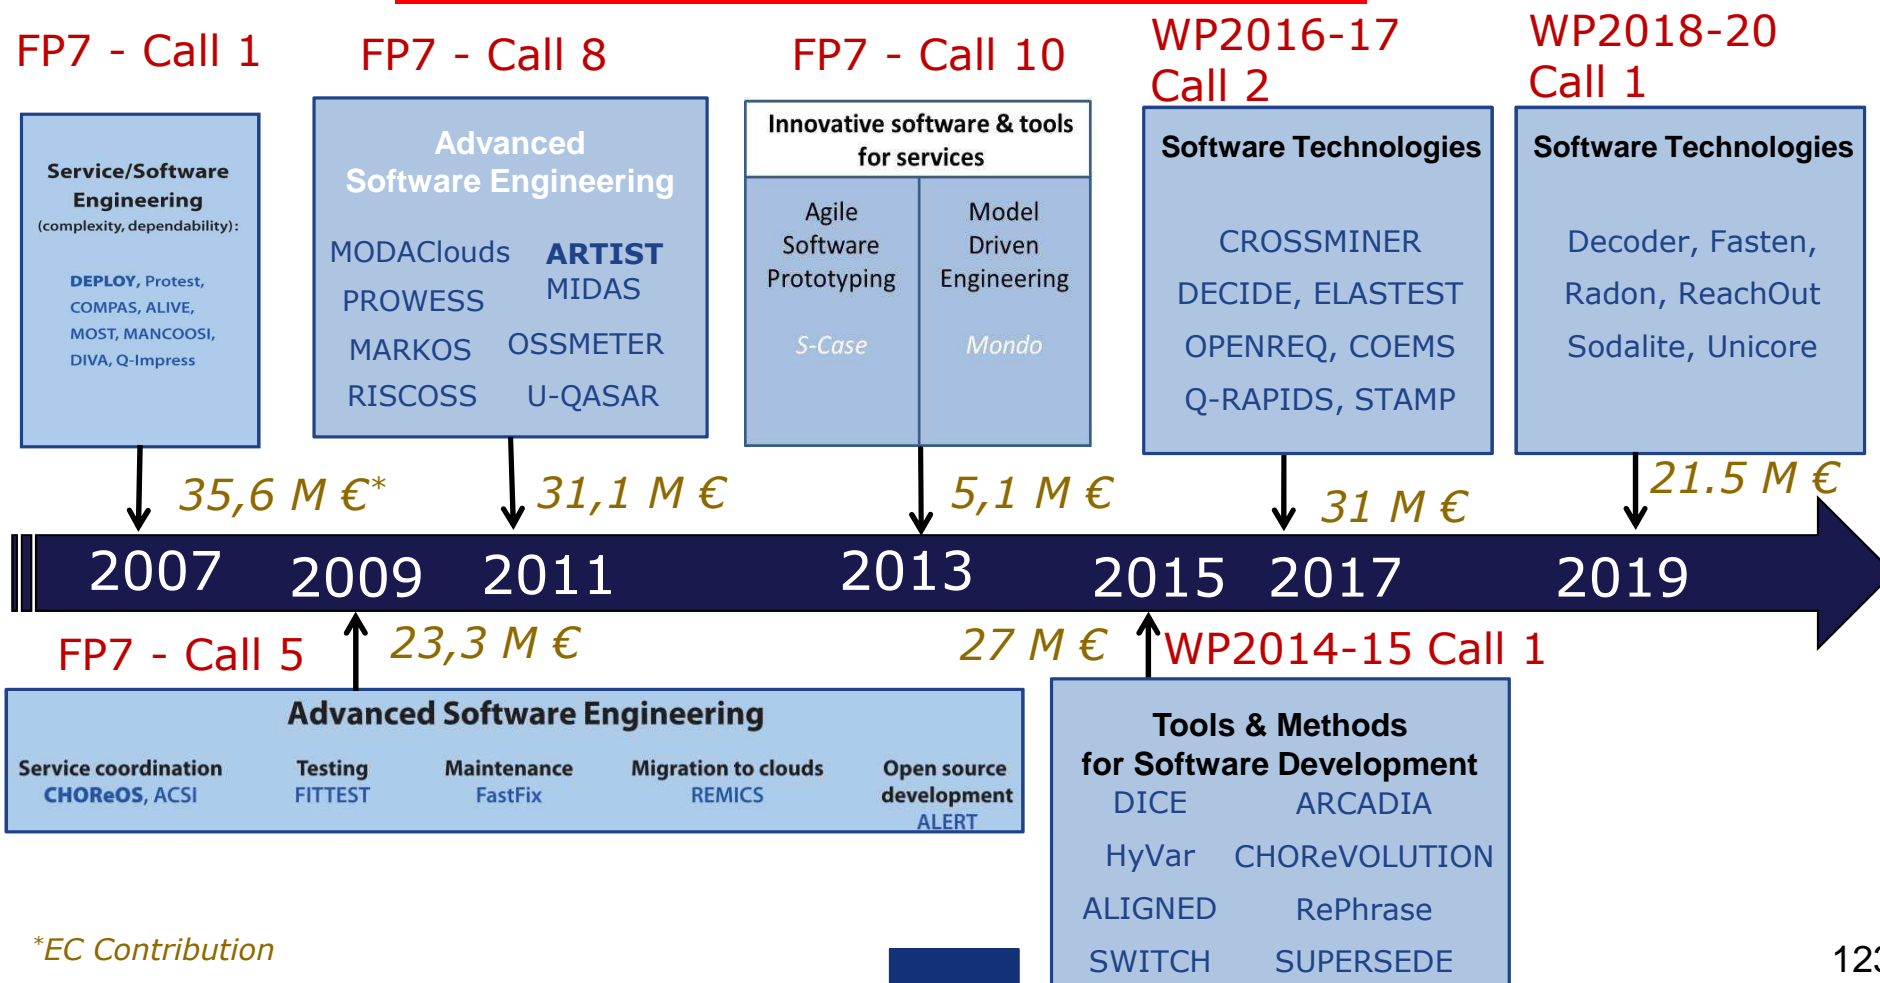 FP7 - Call 1
FP7 - Call 8
FP7 - Call 10
WP2016-17
Call 2
WP2018-20
Call 1
Service/Software
Engineering
(complexity, dependability):
DEPLOY, Protest,
COMPAS, ALIVE,
MOST, MANCOOSI,
DIVA, Q-Impress
Advanced
Software Engineering
MODAClouds ARTIST
PROWESS MIDAS
MARKOS OSSMETER
RISCOSS U-QASAR
Innovative software & tools
for services
Agile
Software
Prototyping
S-Case
Model
Driven
Engineering
Mondo
Software Technologies
CROSSMINER
DECIDE, ELASTEST
OPENREQ, COEMS
Q-RAPIDS, STAMP
Software Technologies
Decoder, Fasten,
Radon, ReachOut
Sodalite, Unicore
35,6 M €*
31,1 M €
5,1 M €
31 M €
21.5 M €
2007 2009 2011 2013 2015 2017 2019
FP7 - Call 5
23,3 M €
27 M €
WP2014-15 Call 1
Advanced Software Engineering
Service coordination
CHOReOS, ACSI
Testing
FITTEST
Maintenance
FastFix
Migration to clouds
REMICS
Open source
development
ALERT
Tools & Methods
for Software Development
DICE ARCADIA
HyVar CHOReVOLUTION
ALIGNED RePhrase
SWITCH SUPERSEDE
*EC Contribution
123